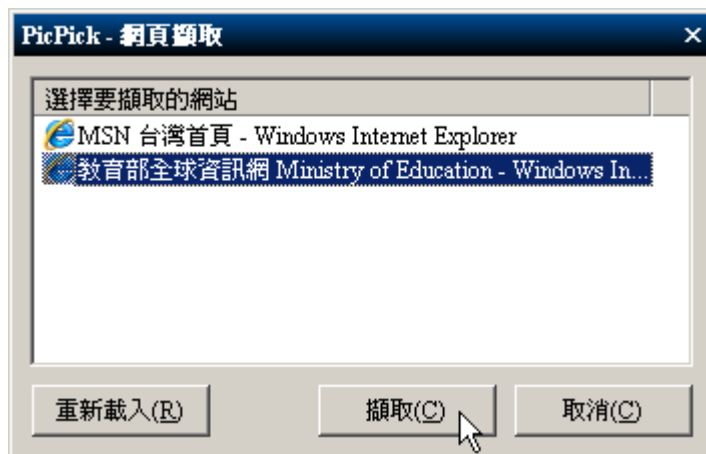 PicPick - 網頁擷取
選擇要擷取的網站
MSN 台灣首頁 - Windows Internet Explorer
教育部全球資訊網 Ministry of Education - Windows In...
重新載入(R) 擷取(C) 取消(C)